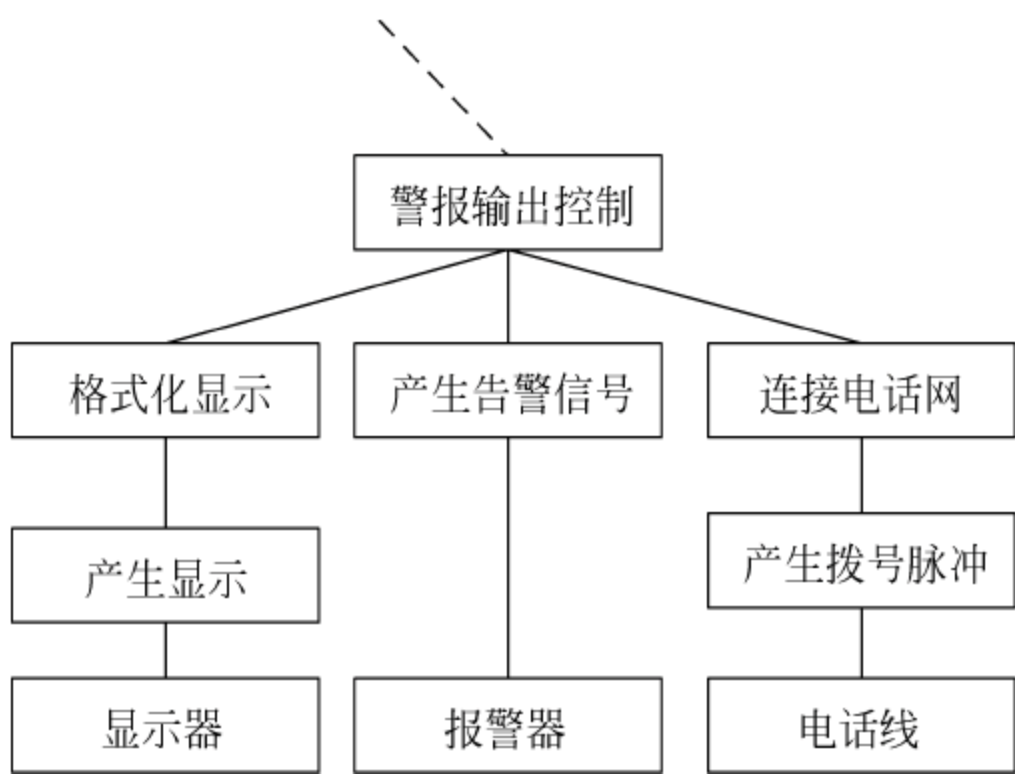 警报输出控制
格式化显示
产生告警信号
连接电话网
产生显示
产生拨号脉冲
显示器
报警器
电话线